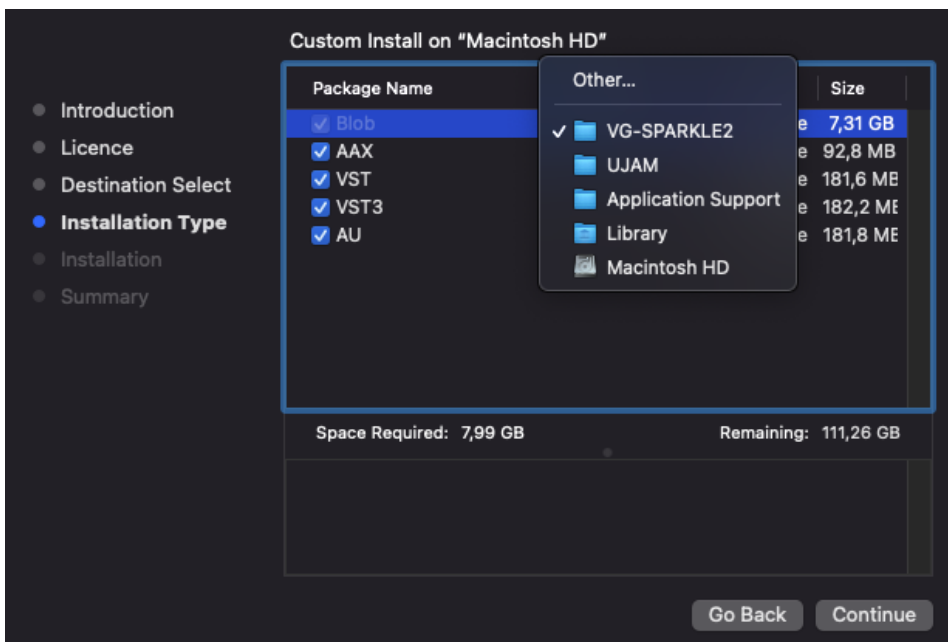 Custom Install on “Macintosh HD”
Introduction
Licence
Destination Select
Installation Type
Installation
Summary
Package Name
Size
Blob
e 7,31 GB
AAX
e 92,8 MB
VST
e 181,6 MB
VST3
e 182,2 ME
AU
e 181,8 ME
Other...
✓ VG-SPARKLE2
UJAM
Application Support
Library
Macintosh HD
Space Required: 7,99 GB
Remaining: 111,26 GB
Go Back
Continue